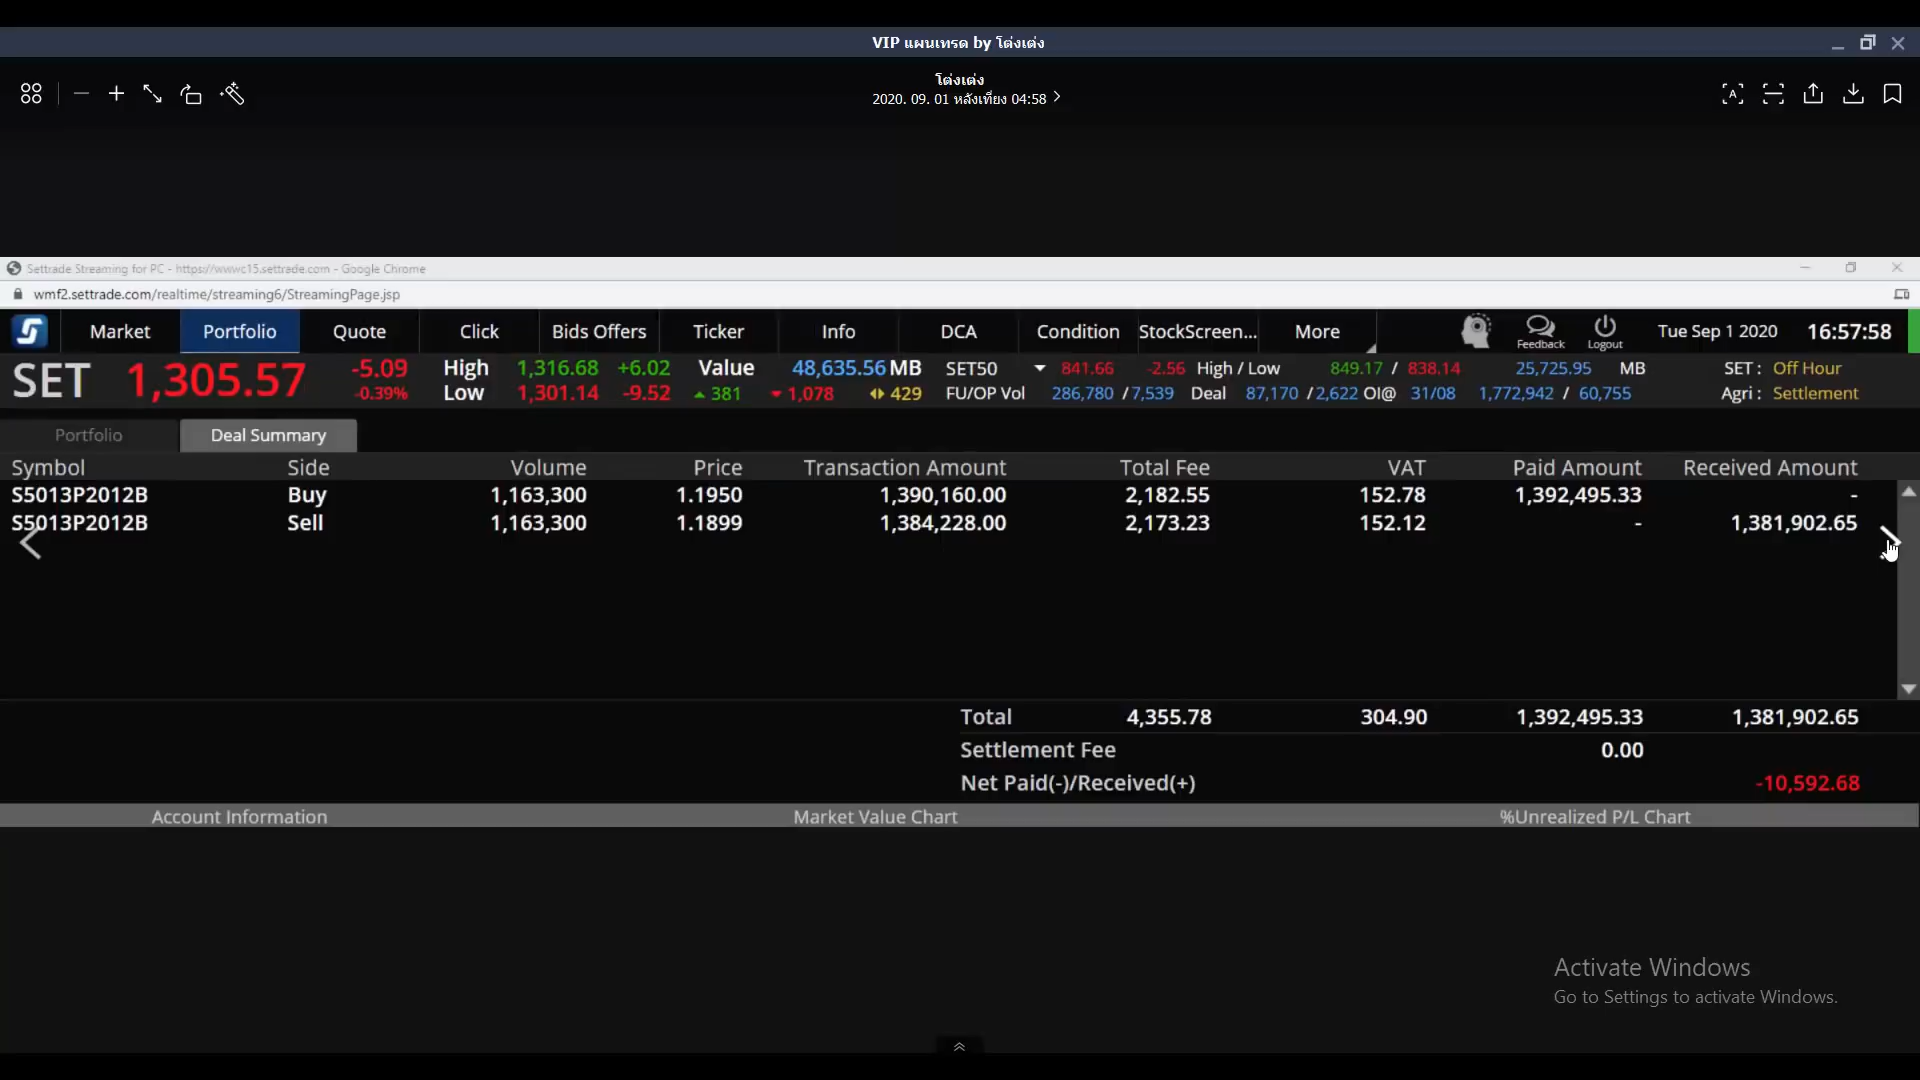 VIP แผนเทรด by โต่งเต่ง
โต่งเต่ง
2020. 09. 01 หลังเที่ยง 04:58
Settrade Streaming for PC - https://wwwc15.settrade.com - Google Chrome
wmf2.settrade.com/realtime/streaming6/StreamingPage.jsp
Market Portfolio Quote Click Bids Offers Ticker Info DCA Condition StockScreen... More Feedback Logout Tue Sep 1 2020 16:57:58
SET 1,305.57 -5.09 High 1,316.68 +6.02 Value 48,635.56 MB SET50 841.66 -2.56 High / Low 849.17 / 838.14 25,725.95 MB SET : Off Hour
-0.39% Low 1,301.14 -9.52 381 1,078 429 FU/OP Vol 286,780 / 7,539 Deal 87,170 / 2,622 OI@ 31/08 1,772,942 / 60,755 Agri : Settlement
Portfolio Deal Summary
Symbol Side Volume Price Transaction Amount Total Fee VAT Paid Amount Received Amount
S5013P2012B Buy 1,163,300 1.1950 1,390,160.00 2,182.55 152.78 1,392,495.33 -
S5013P2012B Sell 1,163,300 1.1899 1,384,228.00 2,173.23 152.12 - 1,381,902.65
Total 4,355.78 304.90 1,392,495.33 1,381,902.65
Settlement Fee 0.00
Net Paid(-)/Received(+) -10,592.68
Account Information Market Value Chart %Unrealized P/L Chart
Activate Windows
Go to Settings to activate Windows.